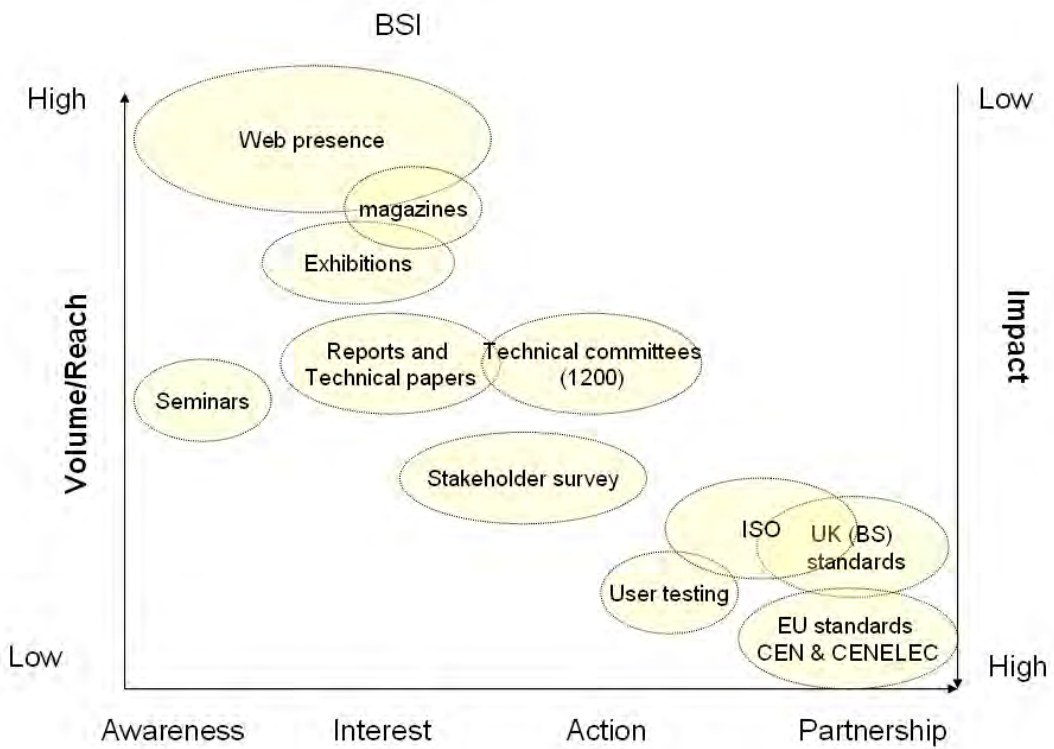 BSI
High
Low
Web presence
magazines
Exhibitions
Volume/Reach
Impact
Reports and
Technical papers
Technical committees
(1200)
Seminars
Stakeholder survey
ISO
UK (BS)
standards
User testing
EU standards
CEN & CENELEC
Low
High
Awareness
Interest
Action
Partnership